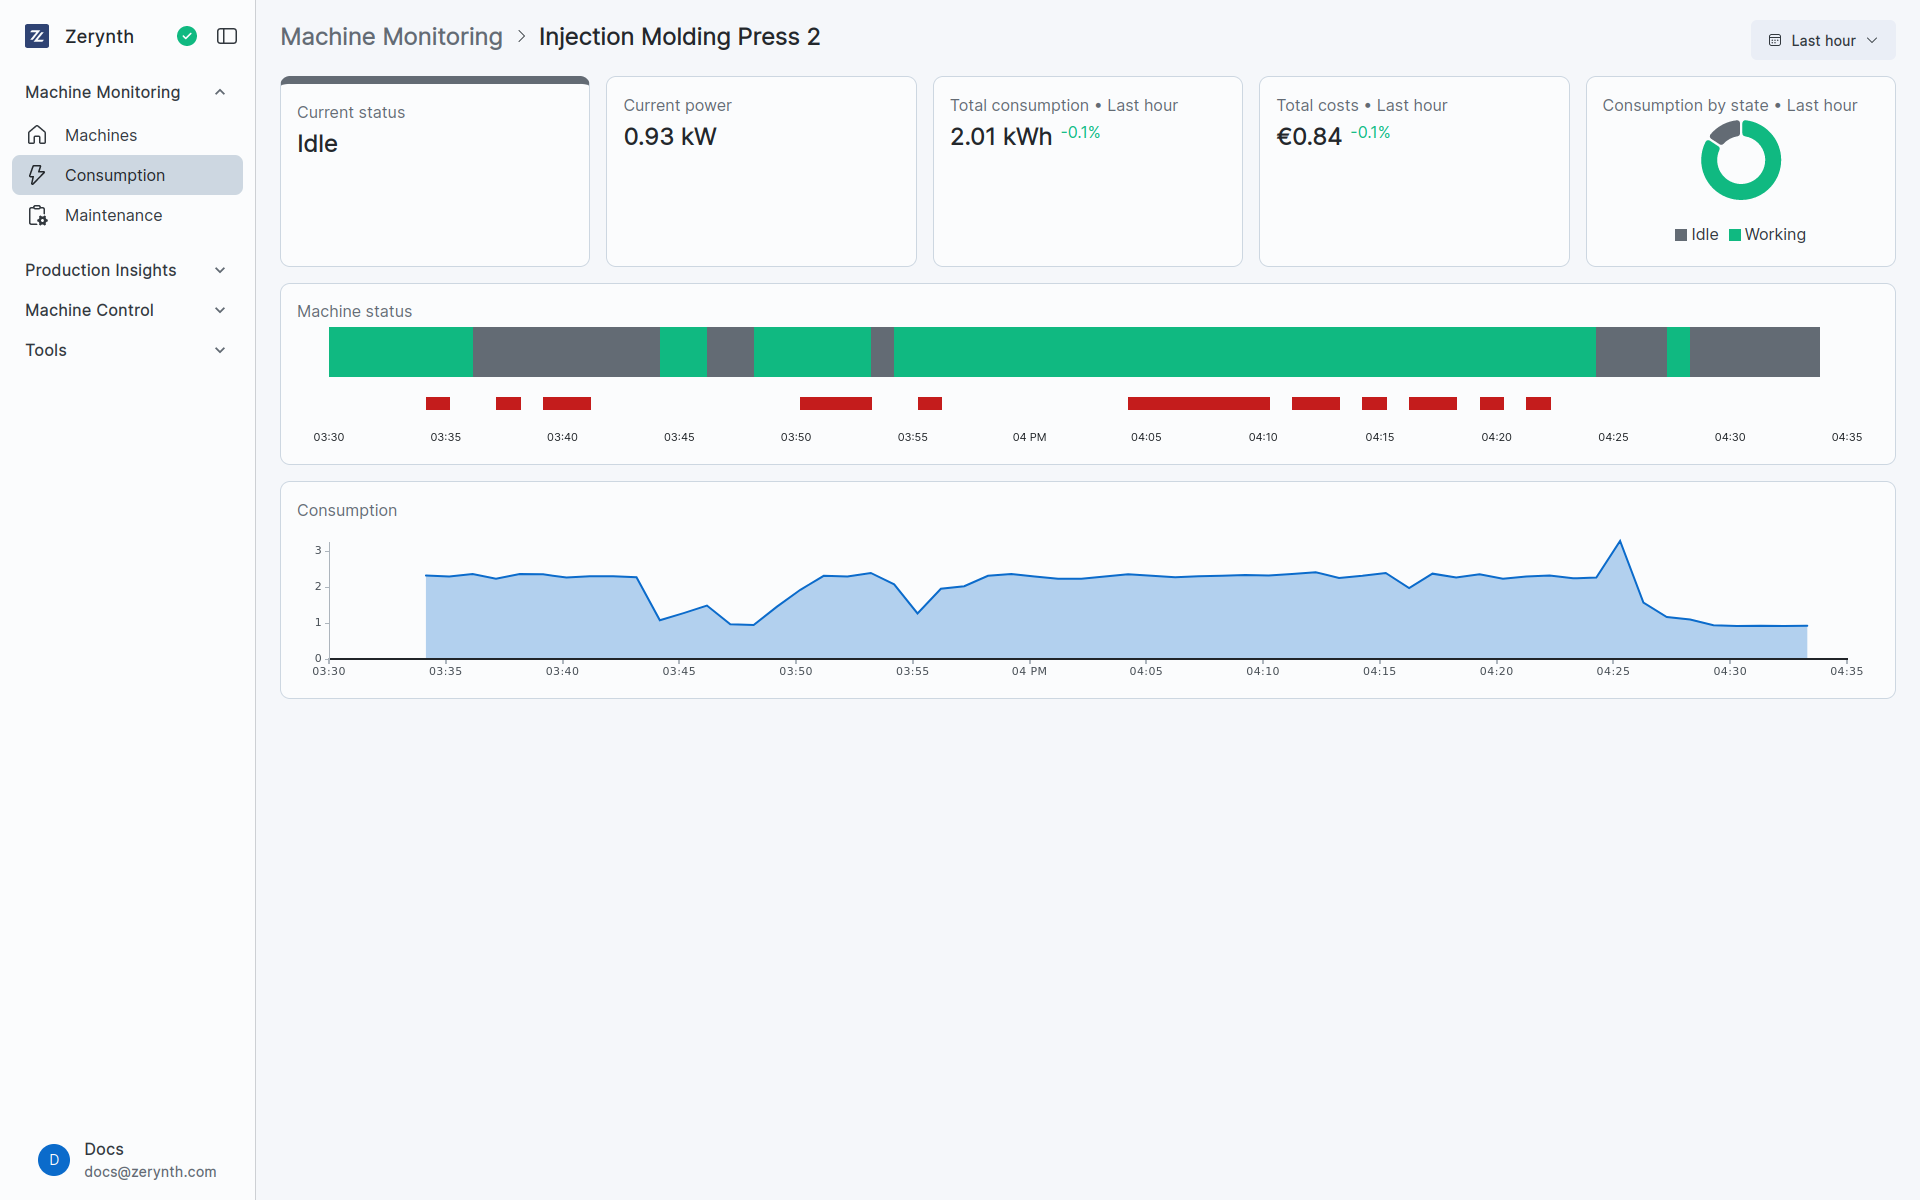 Zerynth
Machine Monitoring
Machines
Consumption
Maintenance
Production Insights
Machine Control
Tools
Docs
D
docs@zerynth.com
Machine Monitoring > Injection Molding Press 2
Last hour
Current status
Idle
Current power
0.93 kW
Total consumption • Last hour
2.01 kWh -0.1%
Total costs • Last hour
€0.84 -0.1%
Consumption by state • Last hour
Idle Working
Machine status
03:30 03:35 03:40 03:45 03:50 03:55 04 PM 04:05 04:10 04:15 04:20 04:25 04:30 04:35
Consumption
3
2
1
0
03:30 03:35 03:40 03:45 03:50 03:55 04 PM 04:05 04:10 04:15 04:20 04:25 04:30 04:35